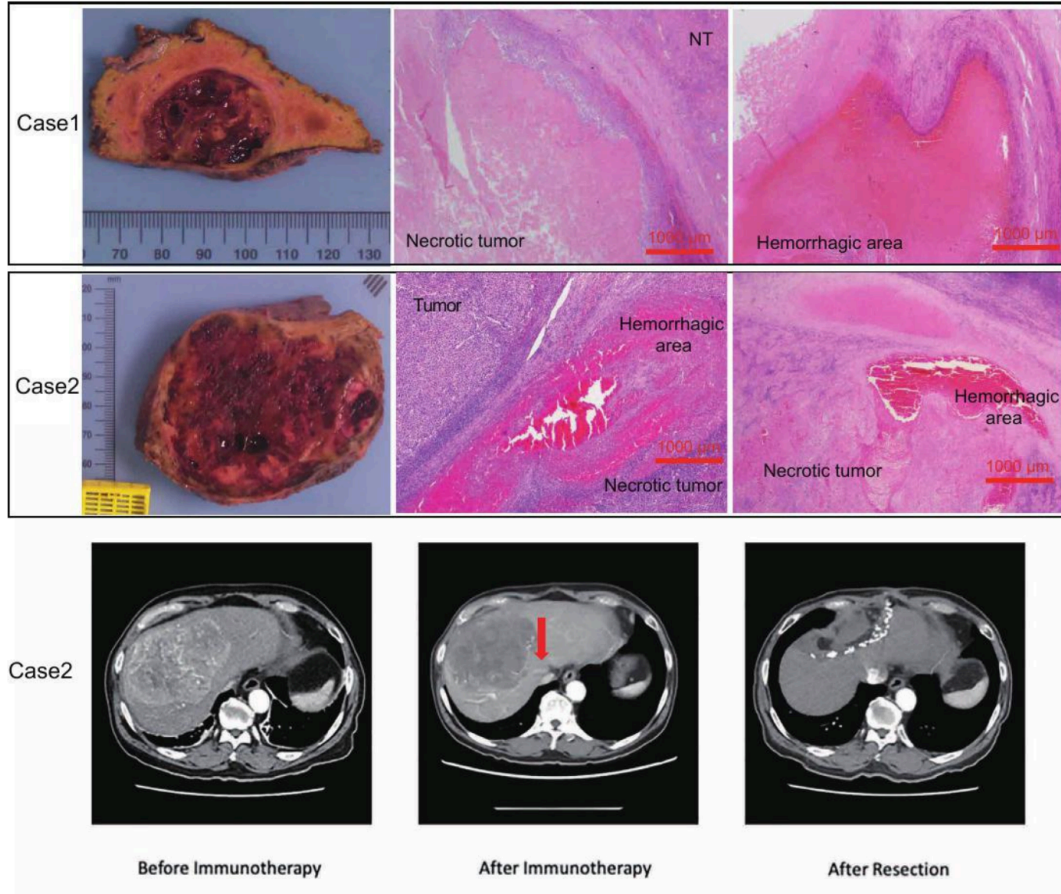 Case1
70 80 90 100 110 120 130
NT
Necrotic tumor
1000 µm
Hemorrhagic area
1000 µm
Case2
mm
Tumor
Hemorrhagic
area
1000 µm
Necrotic tumor
Hemorrhagic
area
Necrotic tumor
1000 µm
Case2
Before Immunotherapy
After Immunotherapy
After Resection